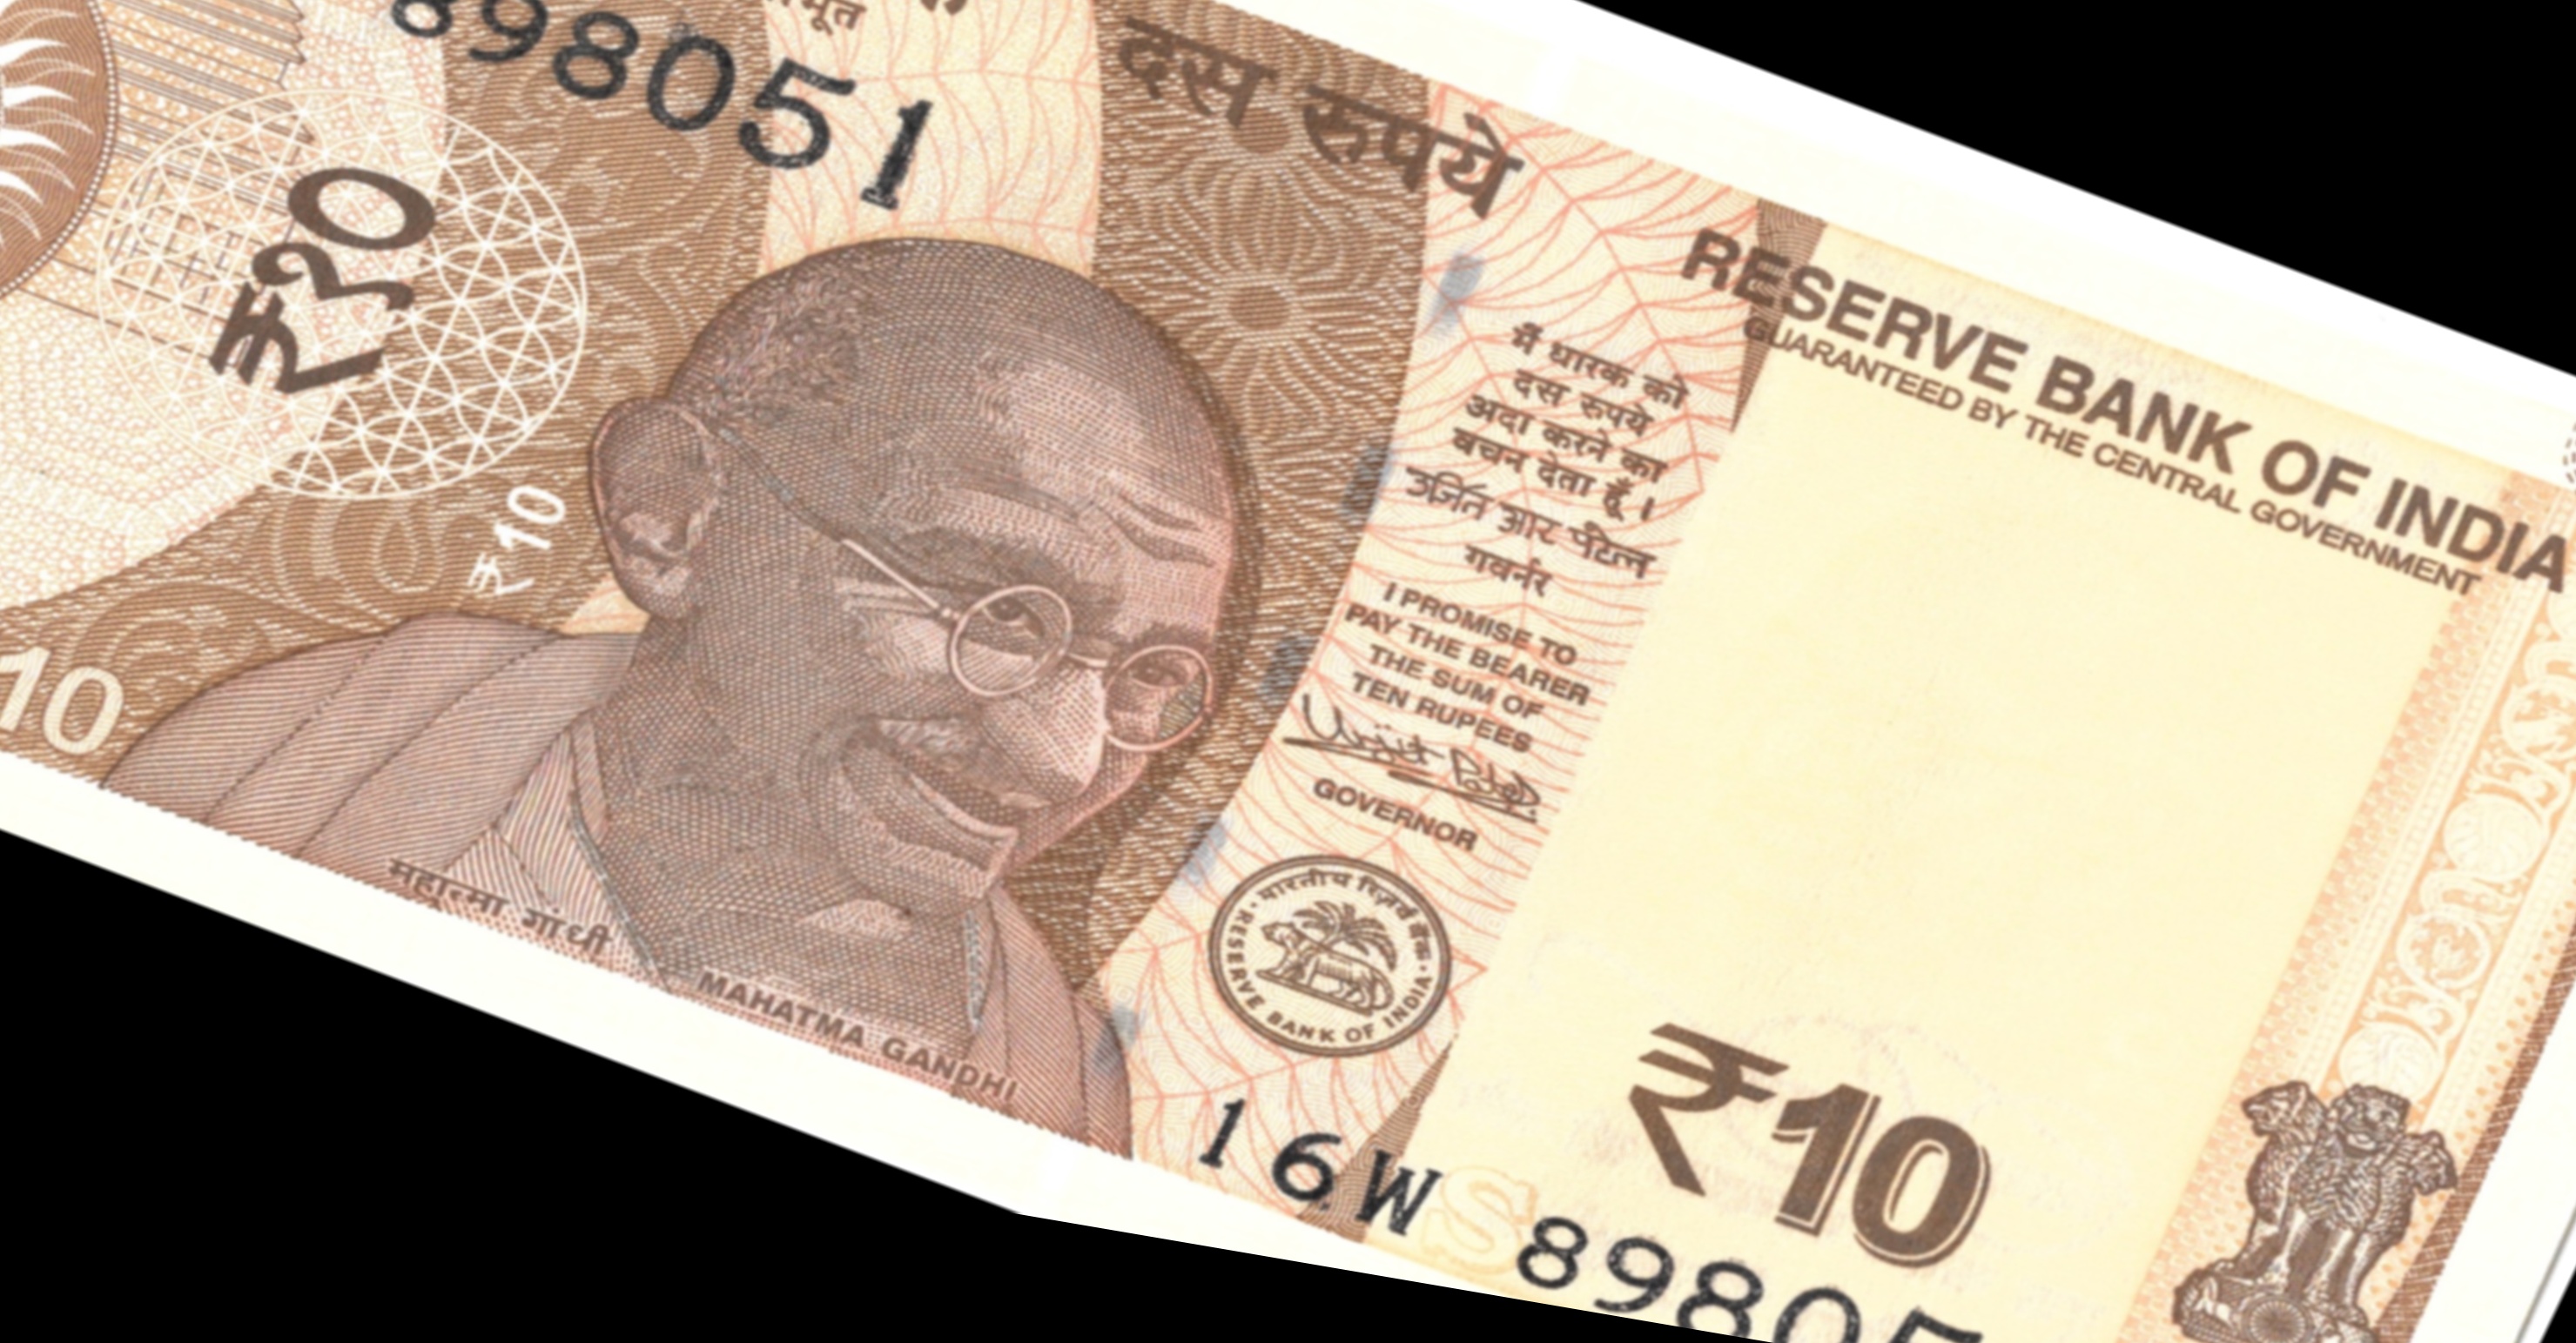 898051
दस रुपये
RESERVE BANK OF INDIA
GUARANTEED BY THE CENTRAL GOVERNMENT
₹१०
₹10
10
मैं धारक को
दस रुपये
अदा करने का
वचन देता हूँ।
उर्जित आर पटेल
गवर्नर
I PROMISE TO
PAY THE BEARER
THE SUM OF
TEN RUPEES
Urjit Patel
GOVERNOR
भारतीय रिज़र्व बैंक
RESERVE BANK OF INDIA
महात्मा गांधी
MAHATMA GANDHI
₹10
16W
S
89805